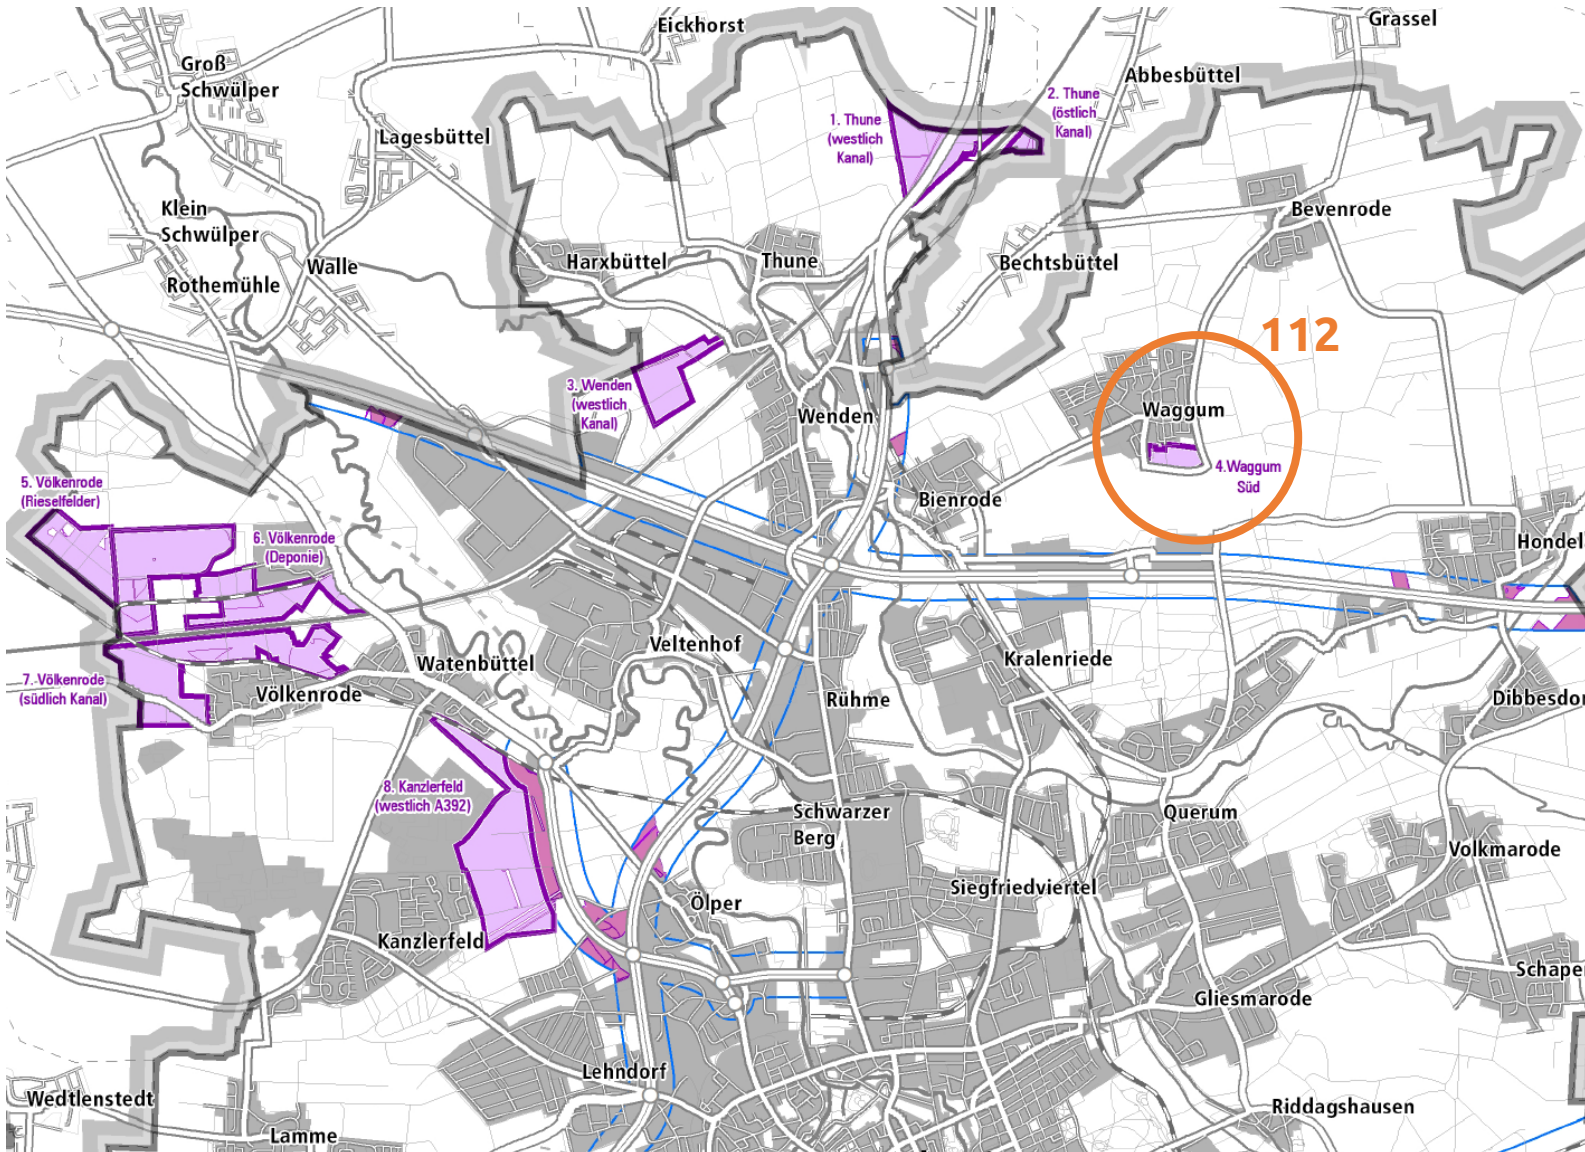 Eickhorst
Grassel
Groß
Schwülper
Abbesbüttel
2. Thune
(östlich
Kanal)
1. Thune
(westlich
Kanal)
Lagesbüttel
Klein
Schwülper
Bevenrode
Walle
Rothemühle
Harxbüttel
Thune
Bechtsbüttel
112
3. Wenden
(westlich
Kanal)
Wenden
Waggum
4.Waggum
Süd
5. Völkenrode
(Rieselfelder)
Bienrode
6. Völkenrode
(Deponie)
Hondel
Veltenhof
Kralenriede
Watenbüttel
7. Völkenrode
(südlich Kanal)
Völkenrode
Rühme
Dibbesdor
8. Kanzlerfeld
(westlich A392)
Schwarzer
Berg
Querum
Volkmarode
Siegfriedviertel
Ölper
Kanzlerfeld
Schape
Gliesmarode
Lehndorf
Wedtlenstedt
Riddagshausen
Lamme